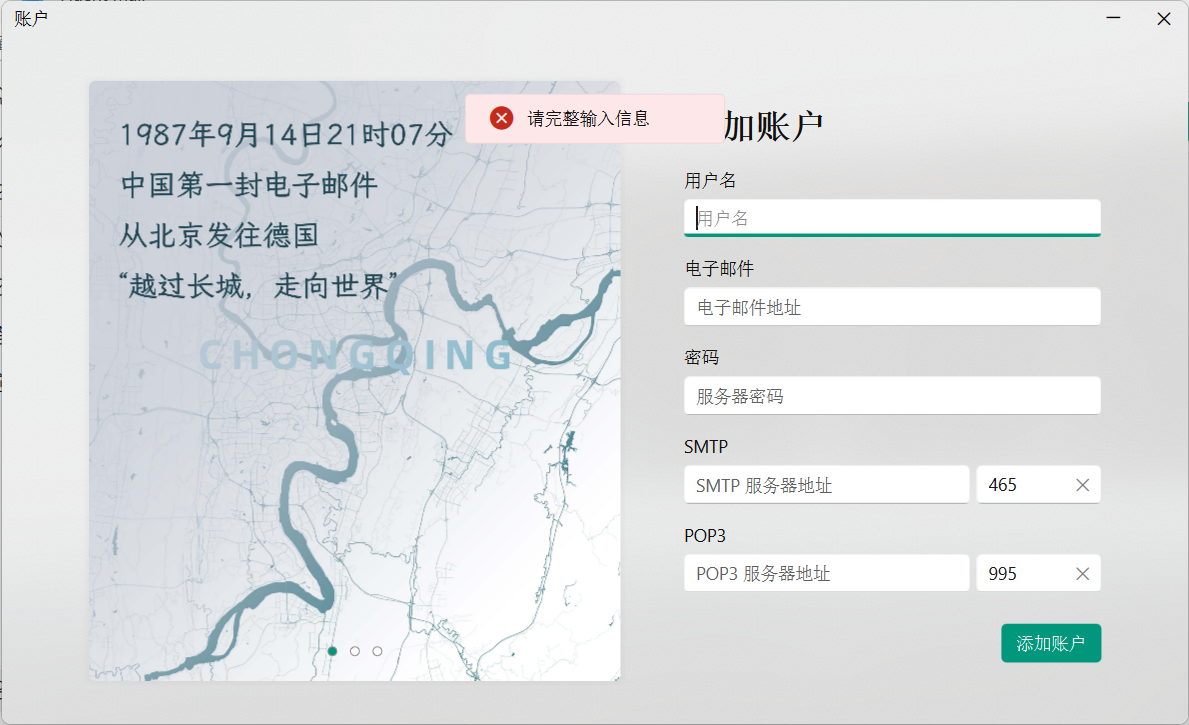 账户
1987年9月14日21时07分
中国第一封电子邮件
从北京发往德国
“越过长城，走向世界”
CHONGQING
请完整输入信息
加账户
用户名
用户名
电子邮件
电子邮件地址
密码
服务器密码
SMTP
SMTP 服务器地址
465
POP3
POP3 服务器地址
995
添加账户